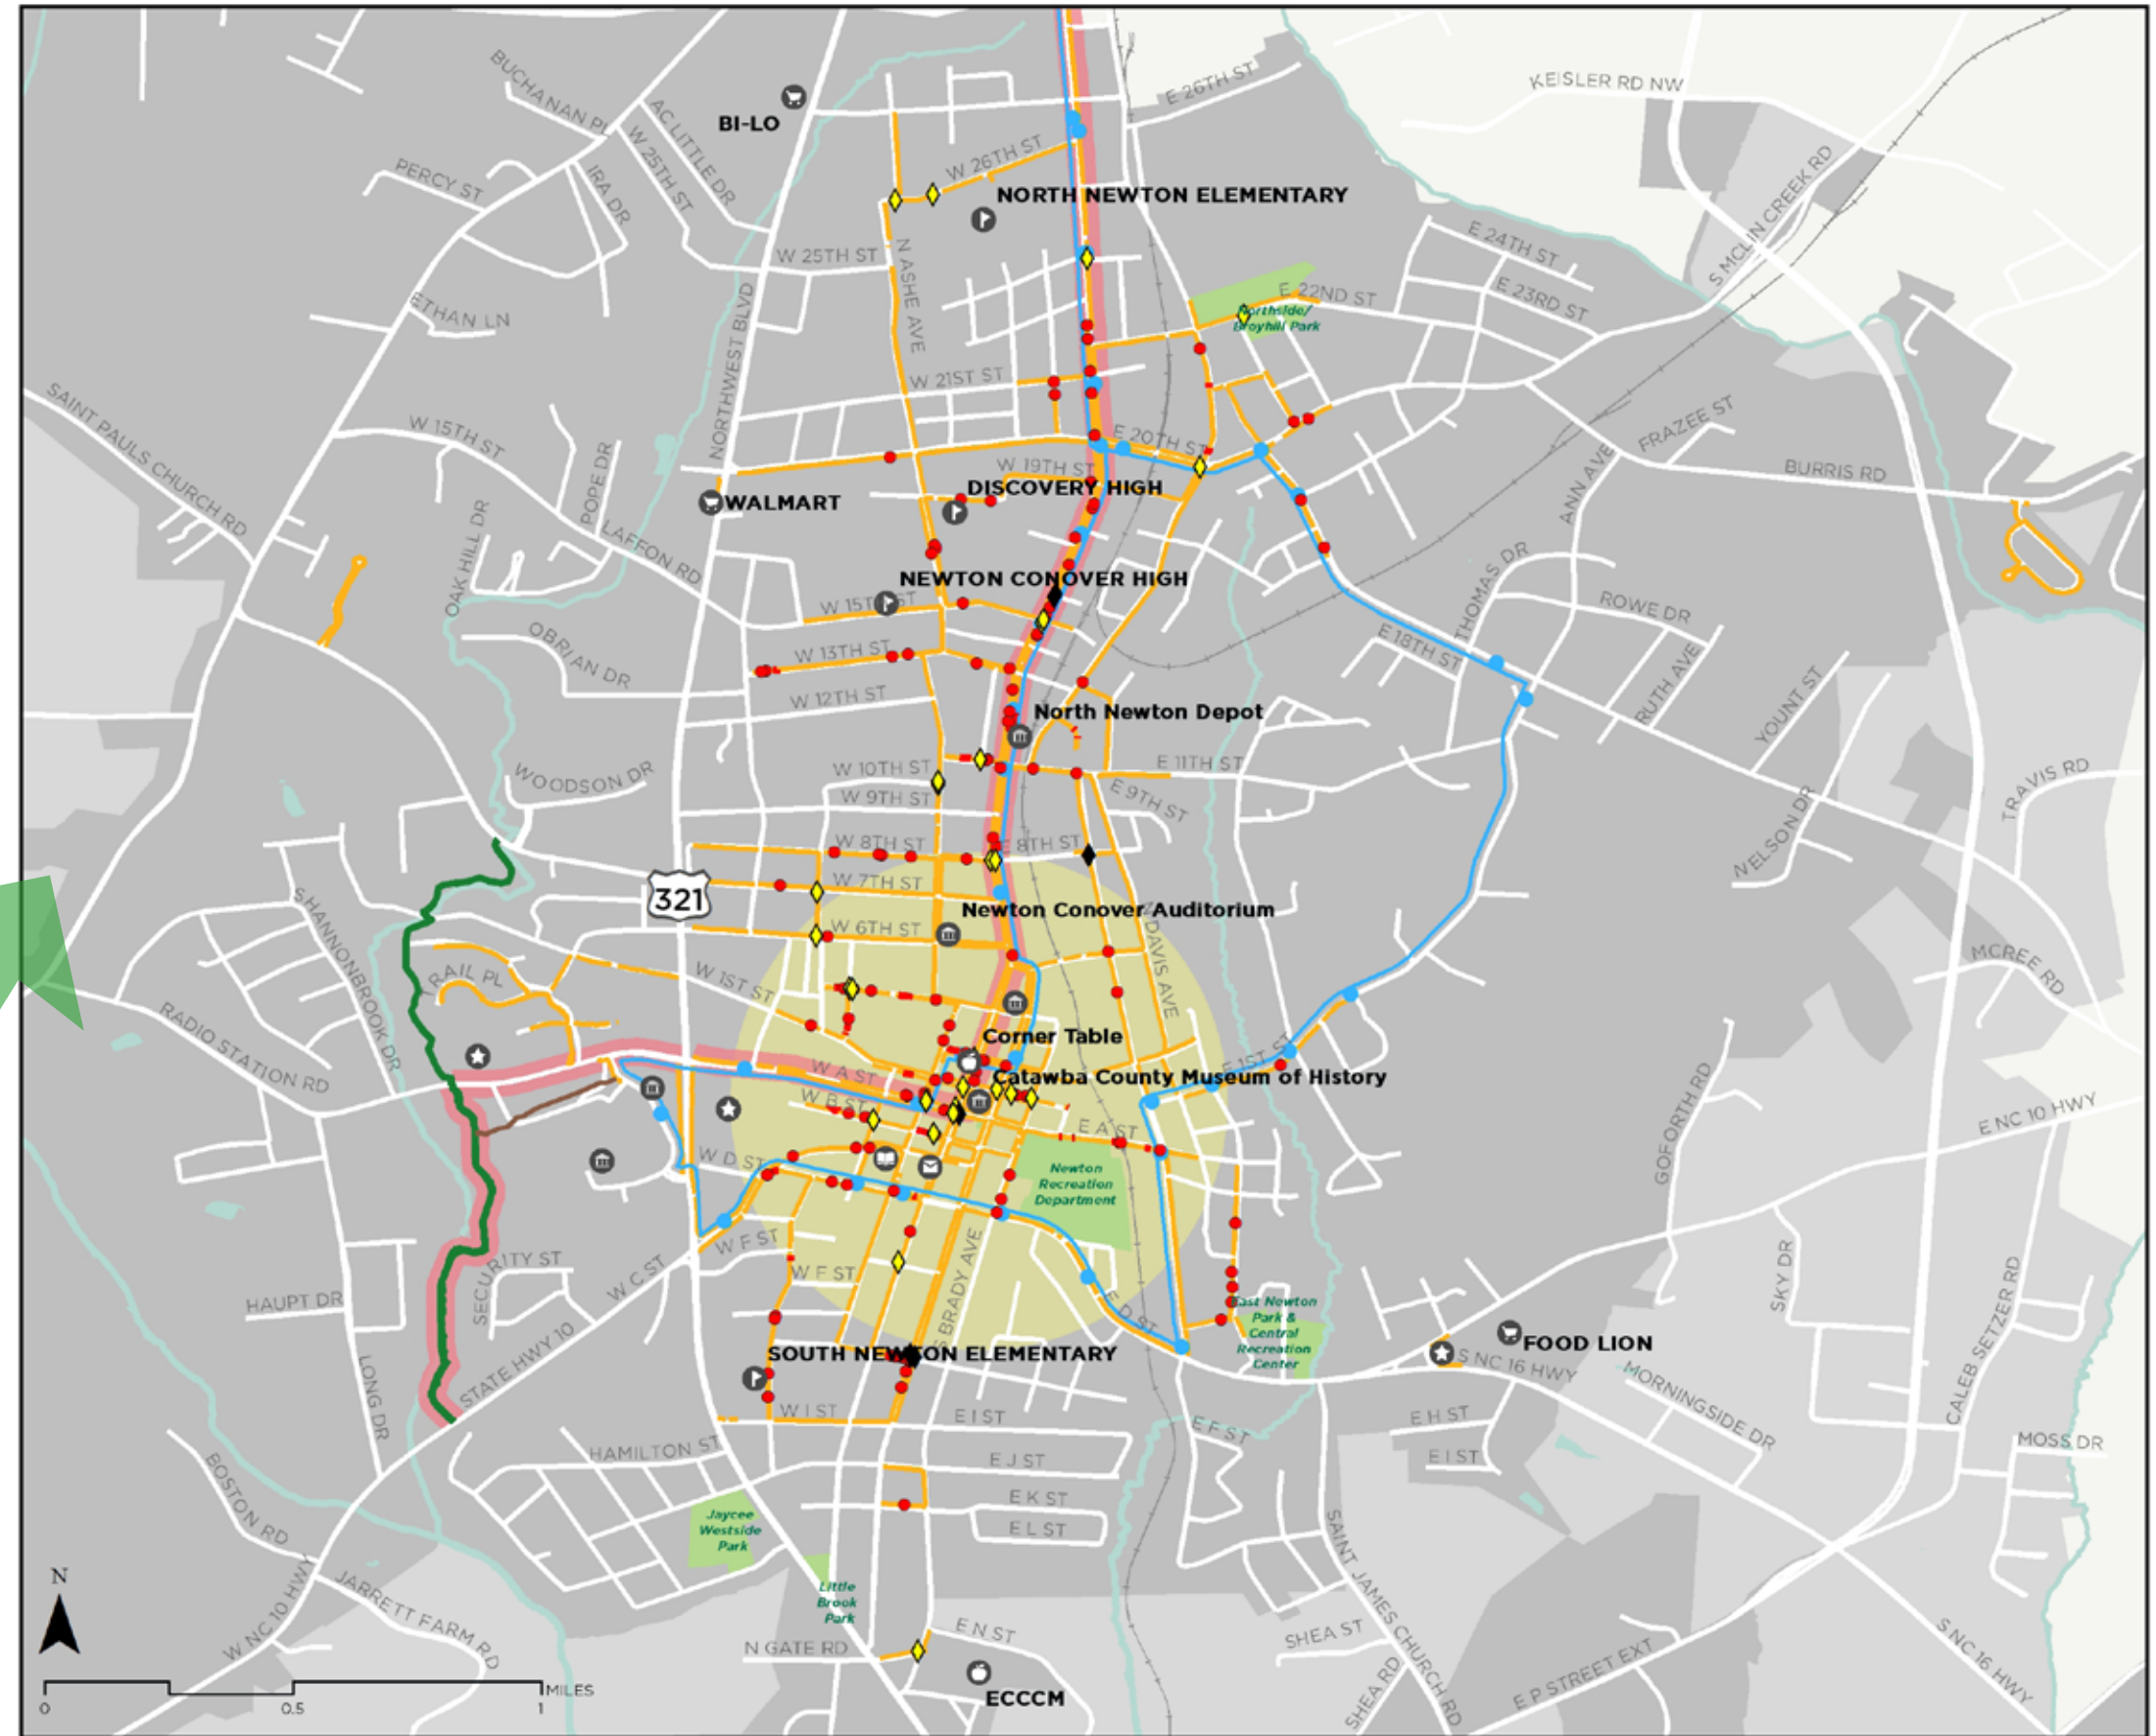 KEISLER RD NW
E 26TH ST
BUCHANAN PL
AC LITTLE DR
BI-LO
W 25TH ST
W 26TH ST
PERCY ST
IRA DR
NORTH NEWTON ELEMENTARY
S MCLIN CREEK RD
E 24TH ST
W 25TH ST
N ASHE AVE
E 22ND ST
E 23RD ST
ETHAN LN
Northside/
Broyhill Park
NORTHWEST BLVD
W 21ST ST
SAINT PAULS CHURCH RD
W 15TH ST
FRAZEE ST
E 20TH ST
POPE DR
W 19TH ST
BURRIS RD
ANN AVE
DISCOVERY HIGH
WALMART
OAK HILL DR
LAFFON RD
NEWTON CONOVER HIGH
THOMAS DR
W 15TH ST
ROWE DR
E 18TH ST
OBRIAN DR
W 13TH ST
RUTH AVE
W 12TH ST
YOUNT ST
North Newton Depot
W 10TH ST
E 11TH ST
WOODSON DR
TRAVIS RD
W 9TH ST
E 9TH ST
NELSON DR
W 8TH ST
E 8TH ST
W 7TH ST
321
Newton Conover Auditorium
SHANNONBROOK DR
W 6TH ST
N DAVIS AVE
MCREE RD
TRAIL PL
W 1ST ST
RADIO STATION RD
Corner Table
E 1ST ST
W A ST
Catawba County Museum of History
W B ST
GOFORTH RD
E NC 10 HWY
E A ST
W D ST
Newton
Recreation
Department
W F ST
SECURITY ST
W C ST
W F ST
S BRADY AVE
SKY DR
CALEB SETZER RD
HAUPT DR
E D ST
East Newton
Park &
Central
Recreation
Center
STATE HWY 10
SOUTH NEWTON ELEMENTARY
FOOD LION
S NC 16 HWY
LONG DR
MORNINGSIDE DR
W I ST
E I ST
E F ST
E H ST
HAMILTON ST
E J ST
E I ST
MOSS DR
BOSTON RD
E K ST
Jaycee
Westside
Park
E L ST
SAINT JAMES CHURCH RD
N
Little
Brook
Park
W NC 10 HWY
JARRETT FARM RD
E N ST
SHEA ST
N GATE RD
S NC 16 HWY
E P STREET EXT
SHEA RD
ECCCM
MILES
0 0.5 1